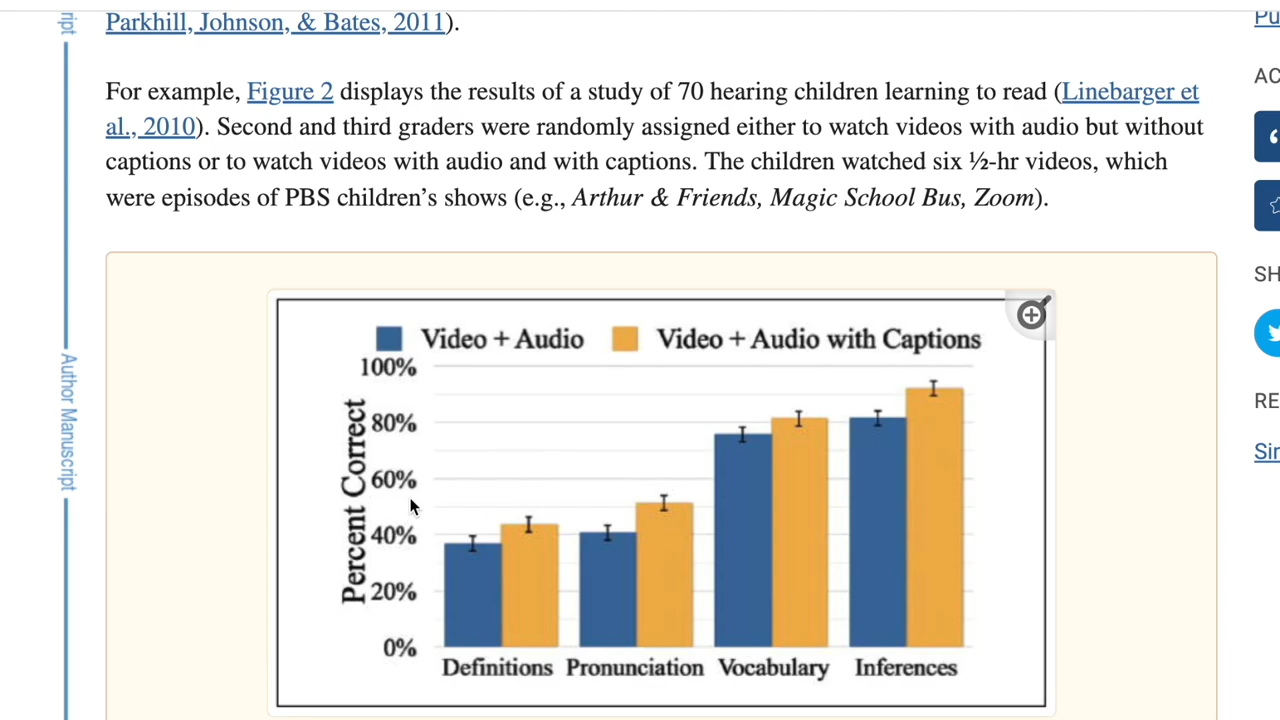 Parkhill, Johnson, & Bates, 2011).
For example, Figure 2 displays the results of a study of 70 hearing children learning to read (Linebarger et
al., 2010). Second and third graders were randomly assigned either to watch videos with audio but without
captions or to watch videos with audio and with captions. The children watched six ½-hr videos, which
were episodes of PBS children’s shows (e.g., Arthur & Friends, Magic School Bus, Zoom).
Video + Audio
Video + Audio with Captions
Percent Correct
100%
80%
60%
40%
20%
0%
Definitions
Pronunciation
Vocabulary
Inferences
Author Manuscript
AC
SH
RE